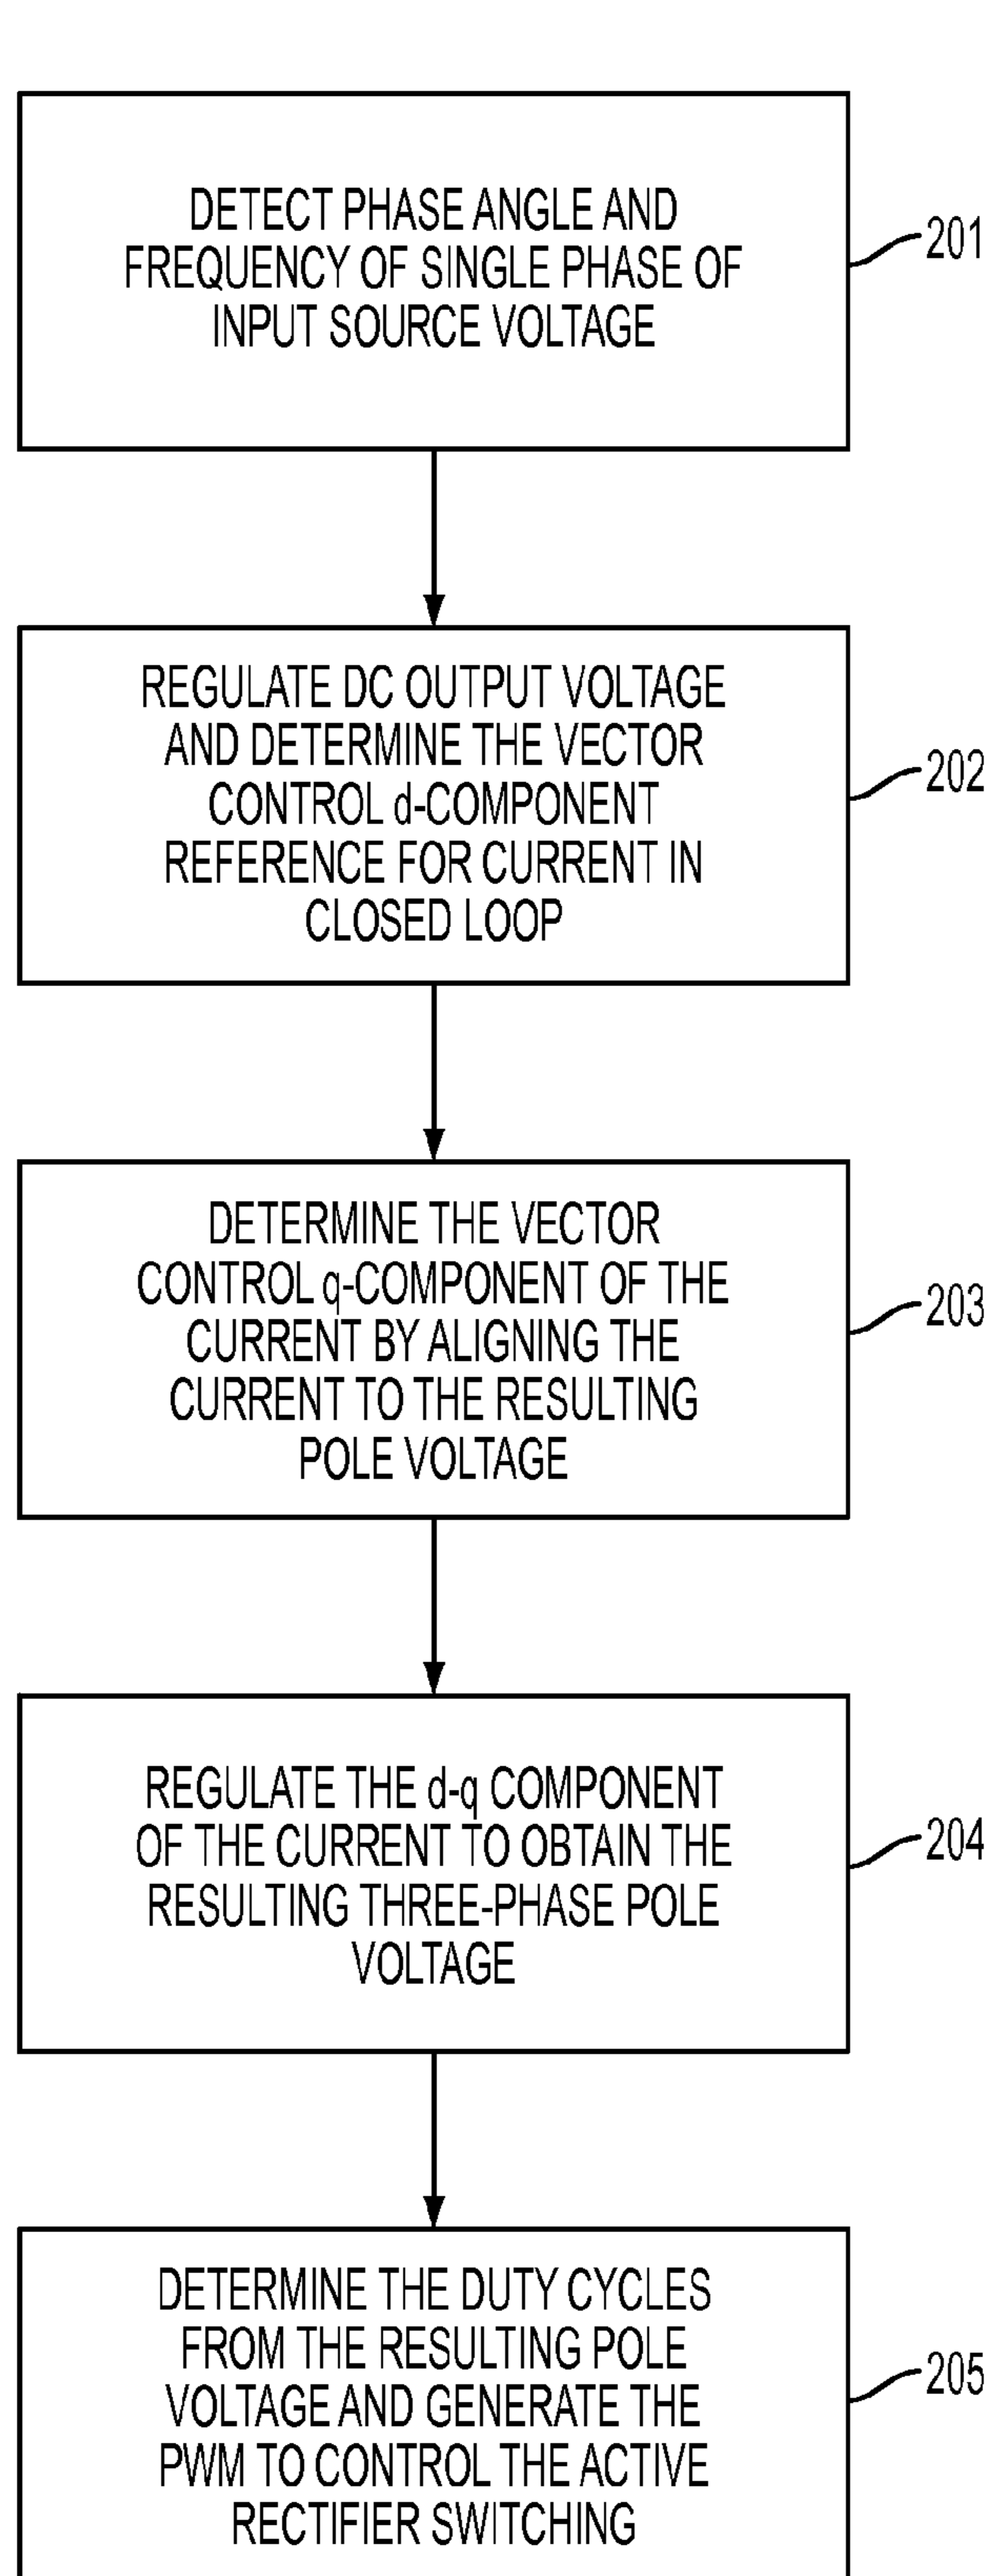 DETECT PHASE ANGLE AND
FREQUENCY OF SINGLE PHASE OF
INPUT SOURCE VOLTAGE
201
REGULATE DC OUTPUT VOLTAGE
AND DETERMINE THE VECTOR
CONTROL d-COMPONENT
REFERENCE FOR CURRENT IN
CLOSED LOOP
202
DETERMINE THE VECTOR
CONTROL q-COMPONENT OF THE
CURRENT BY ALIGNING THE
CURRENT TO THE RESULTING
POLE VOLTAGE
203
REGULATE THE d-q COMPONENT
OF THE CURRENT TO OBTAIN THE
RESULTING THREE-PHASE POLE
VOLTAGE
204
DETERMINE THE DUTY CYCLES
FROM THE RESULTING POLE
VOLTAGE AND GENERATE THE
PWM TO CONTROL THE ACTIVE
RECTIFIER SWITCHING
205